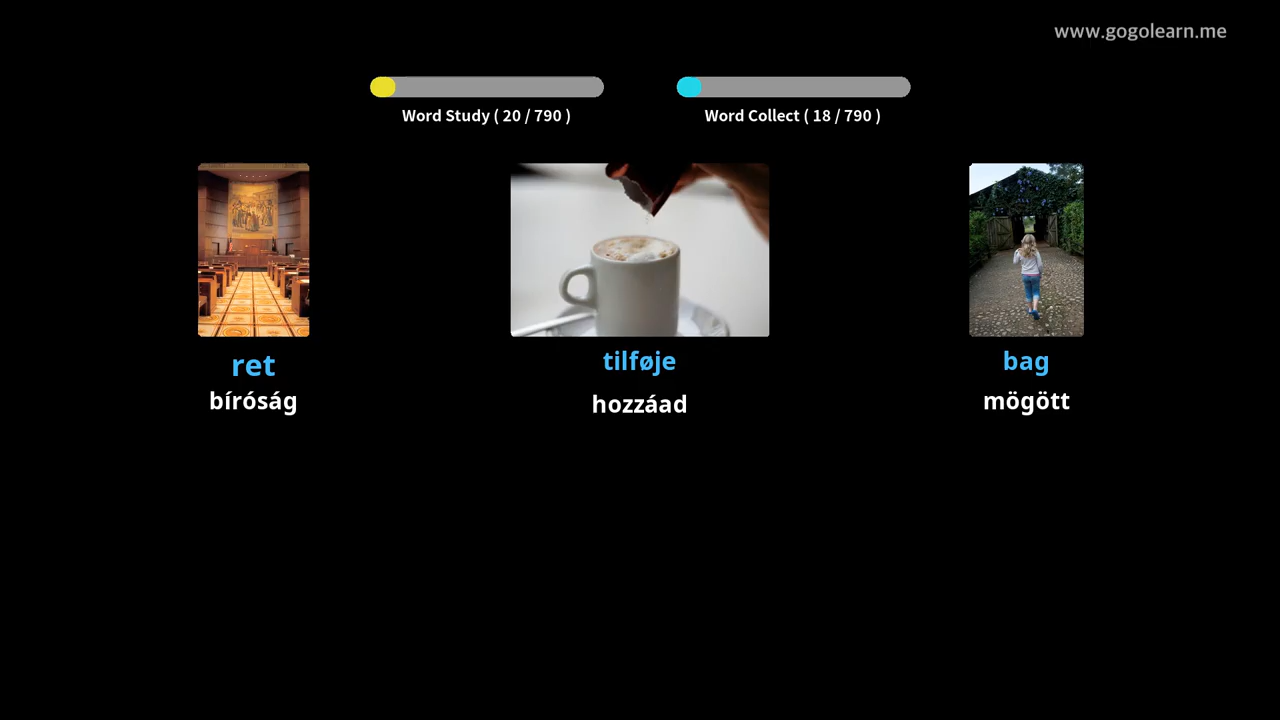 www.gogolearn.me
Word Study ( 20 / 790 )
Word Collect ( 18 / 790 )
ret
bíróság
tilføje
hozzáad
bag
mögött